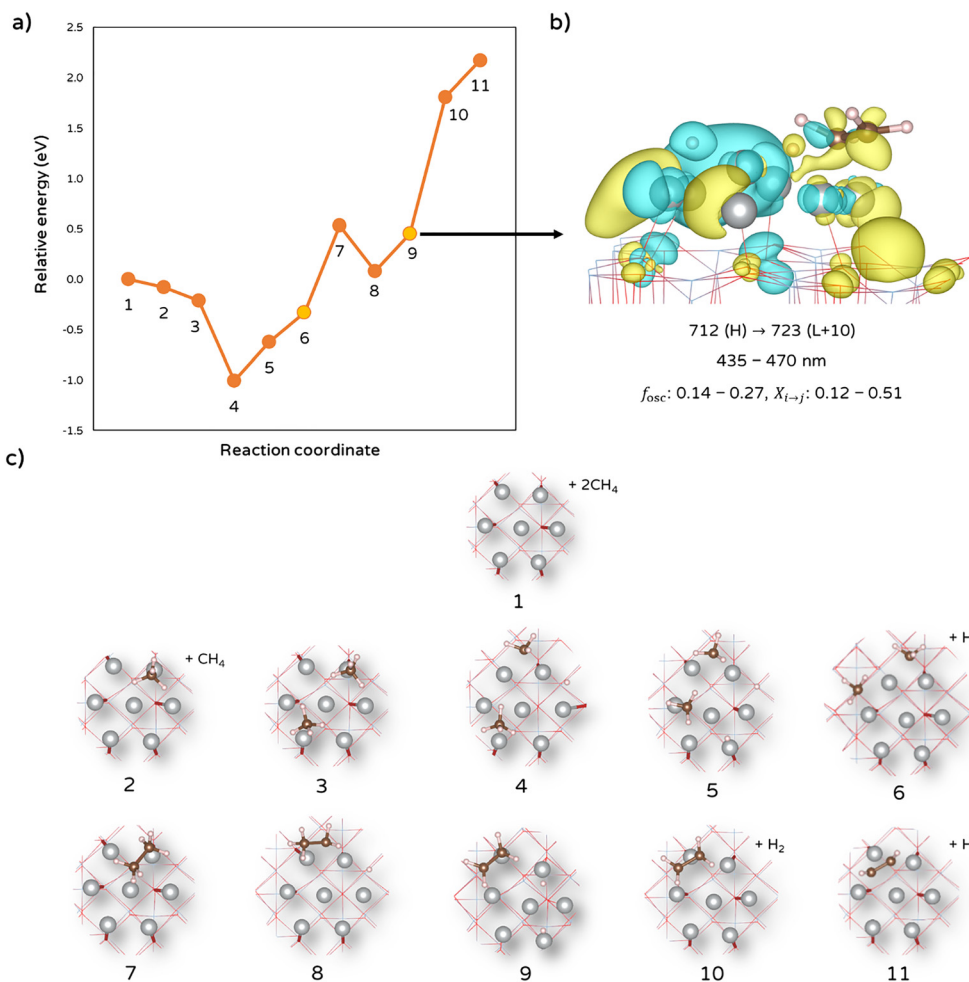 a)
Relative energy (eV)
2.5
2.0
1.5
1.0
0.5
0.0
-0.5
-1.0
-1.5
1
2
3
4
5
6
7
8
9
10
11
Reaction coordinate
b)
712 (H) → 723 (L+10)
435 – 470 nm
fosc: 0.14 – 0.27, Xi→j: 0.12 – 0.51
c)
+ 2CH4
1
+ CH4
+ H
2
3
4
5
6
+ H2
+ H
7
8
9
10
11